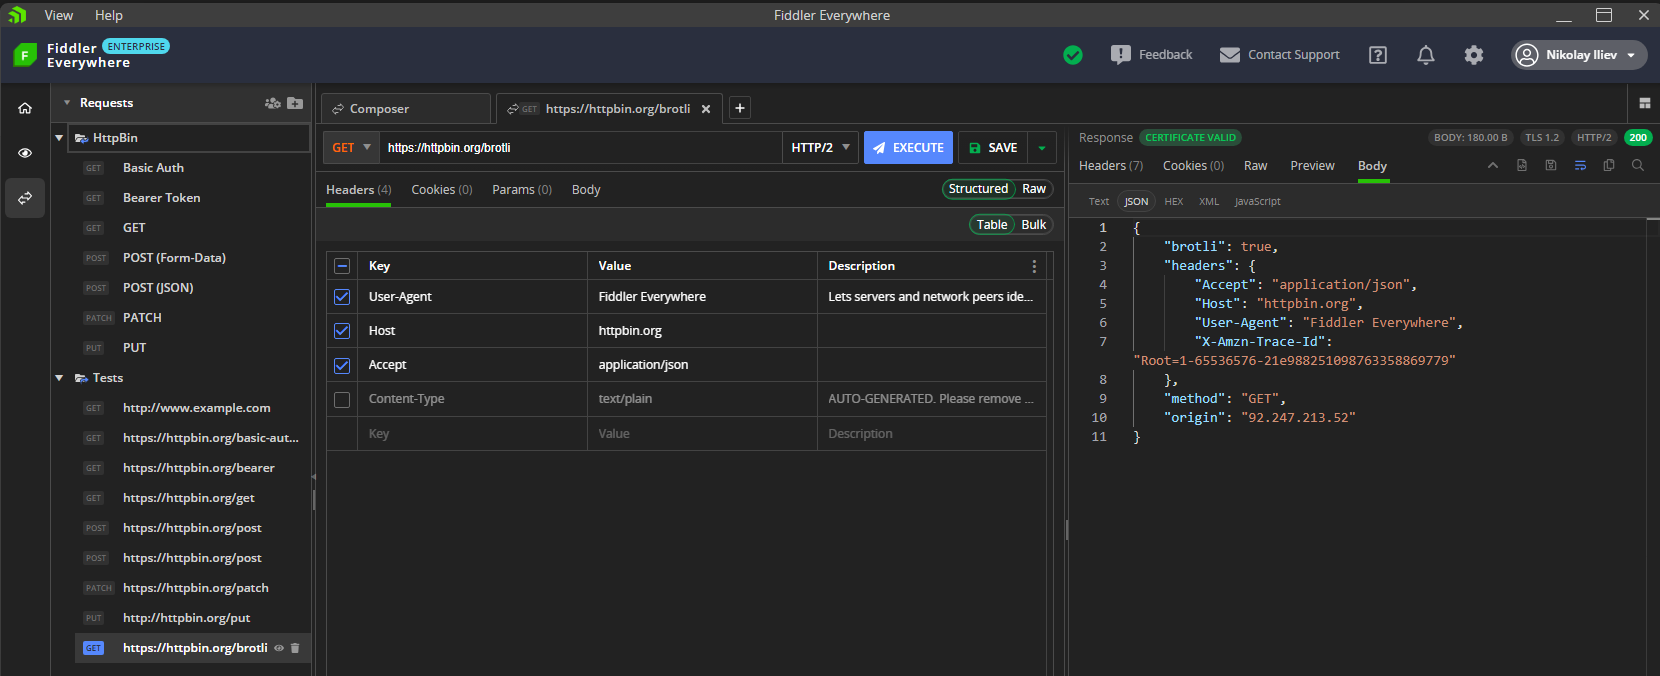 View Help
Fiddler Everywhere
Fiddler ENTERPRISE
Everywhere
Feedback
Contact Support
Nikolay Iliev
Requests
HttpBin
GET Basic Auth
GET Bearer Token
GET GET
POST POST (Form-Data)
POST POST (JSON)
PATCH PATCH
PUT PUT
Tests
GET http://www.example.com
GET https://httpbin.org/basic-aut...
GET https://httpbin.org/bearer
GET https://httpbin.org/get
POST https://httpbin.org/post
POST https://httpbin.org/post
PATCH https://httpbin.org/patch
PUT http://httpbin.org/put
GET https://httpbin.org/brotli
Composer
GET https://httpbin.org/brotli
GET https://httpbin.org/brotli HTTP/2 EXECUTE SAVE
Headers (4) Cookies (0) Params (0) Body Structured Raw
Table Bulk
Key Value Description
User-Agent Fiddler Everywhere Lets servers and network peers ide...
Host httpbin.org
Accept application/json
Content-Type text/plain AUTO-GENERATED. Please remove ...
Key Value Description
Response CERTIFICATE VALID BODY: 180.00 B TLS 1.2 HTTP/2 200
Headers (7) Cookies (0) Raw Preview Body
Text JSON HEX XML JavaScript
1 {
2 "brotli": true,
3 "headers": {
4 "Accept": "application/json",
5 "Host": "httpbin.org",
6 "User-Agent": "Fiddler Everywhere",
7 "X-Amzn-Trace-Id":
"Root=1-65536576-21e988251098763358869779"
8 },
9 "method": "GET",
10 "origin": "92.247.213.52"
11 }